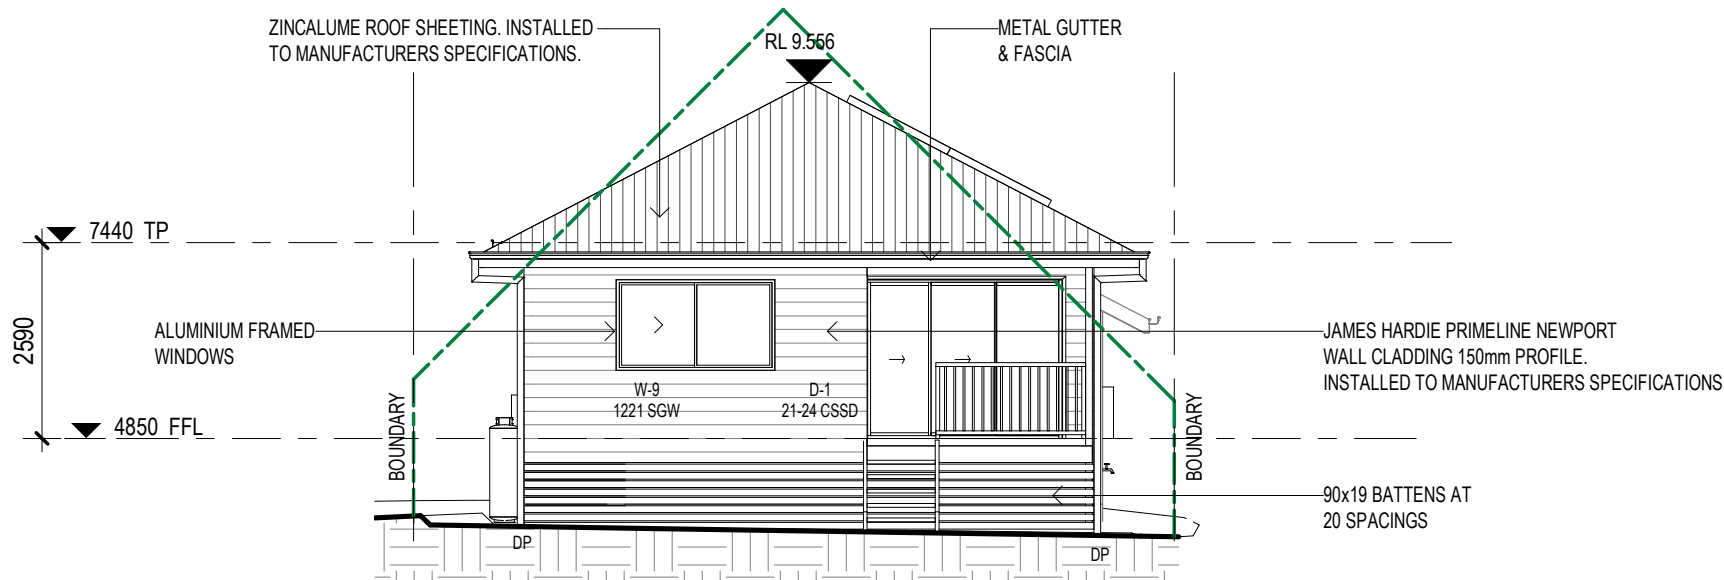 ZINCALUME ROOF SHEETING. INSTALLED
TO MANUFACTURERS SPECIFICATIONS.
RL 9.556
METAL GUTTER
& FASCIA
7440 TP
2590
ALUMINIUM FRAMED
WINDOWS
JAMES HARDIE PRIMELINE NEWPORT
WALL CLADDING 150mm PROFILE.
INSTALLED TO MANUFACTURERS SPECIFICATIONS
W-9
1221 SGW
D-1
21-24 CSSD
4850 FFL
BOUNDARY
BOUNDARY
90x19 BATTENS AT
20 SPACINGS
DP
DP